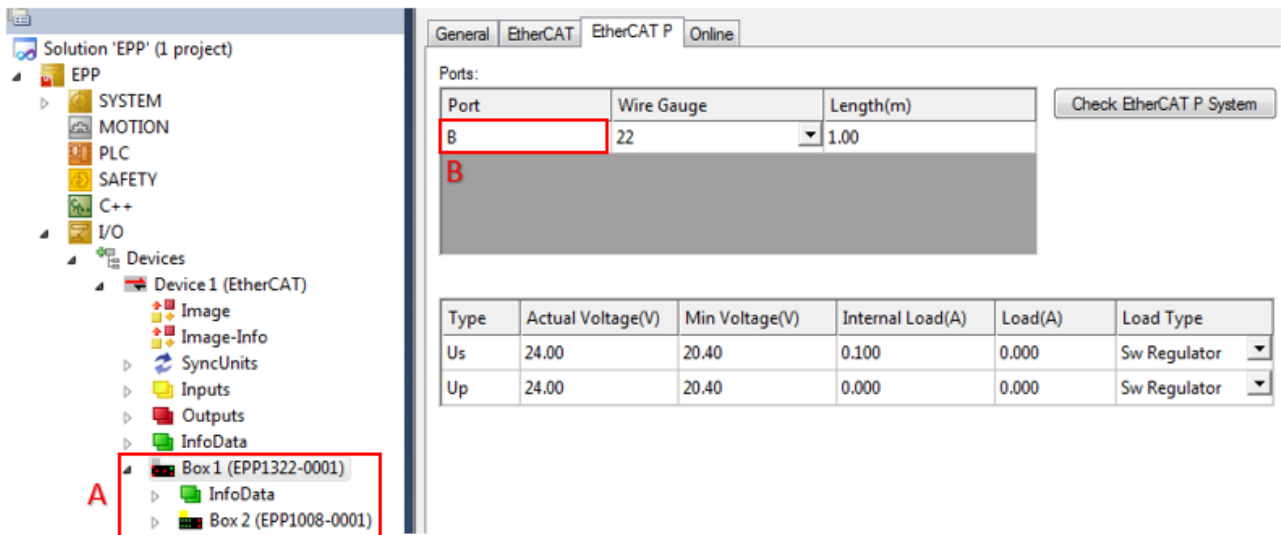 Solution 'EPP' (1 project)
EPP
SYSTEM
MOTION
PLC
SAFETY
C++
I/O
Devices
Device 1 (EtherCAT)
Image
Image-Info
SyncUnits
Inputs
Outputs
InfoData
A
Box 1 (EPP1322-0001)
InfoData
Box 2 (EPP1008-0001)
General EtherCAT EtherCAT P Online
Ports:
Port Wire Gauge Length(m) Check EtherCAT P System
B 22 1.00
B
Type Actual Voltage(V) Min Voltage(V) Internal Load(A) Load(A) Load Type
Us 24.00 20.40 0.100 0.000 Sw Regulator
Up 24.00 20.40 0.000 0.000 Sw Regulator